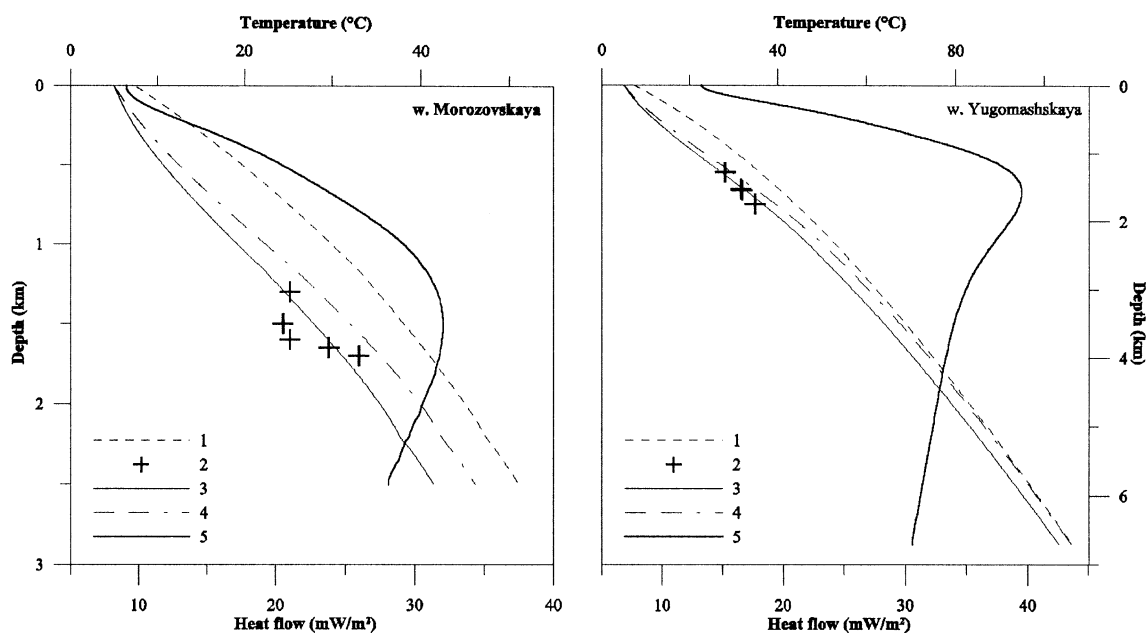 Temperature (°C)
0 20 40
w. Morozovskaya
0
1
2
3
Depth (km)
1
2
3
4
5
10 20 30 40
Heat flow (mW/m²)
Temperature (°C)
0 40 80
w. Yugomashskaya
0
2
4
6
Depth (km)
1
2
3
4
5
10 20 30 40
Heat flow (mW/m²)